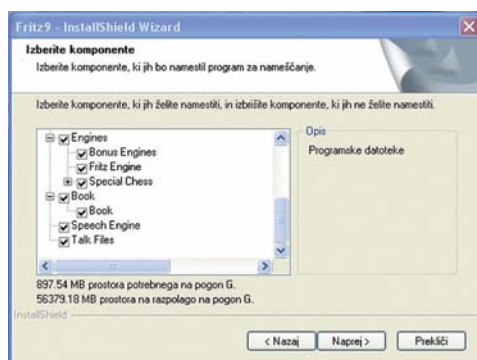 Fritz9 - InstallShield Wizard
Izberite komponente
Izberite komponente, ki jih bo namestil program za nameščanje.
Izberite komponente, ki jih želite namestiti, in izbrišite komponente, ki jih ne želite namestiti.
Engines
Bonus Engines
Fritz Engine
Special Chess
Book
Book
Speech Engine
Talk Files
Opis
Programske datoteke
897.54 MB prostora potrebnega na pogon G.
56379.18 MB prostora na razpolago na pogon G.
InstallShield
< Nazaj
Naprej >
Prekliči